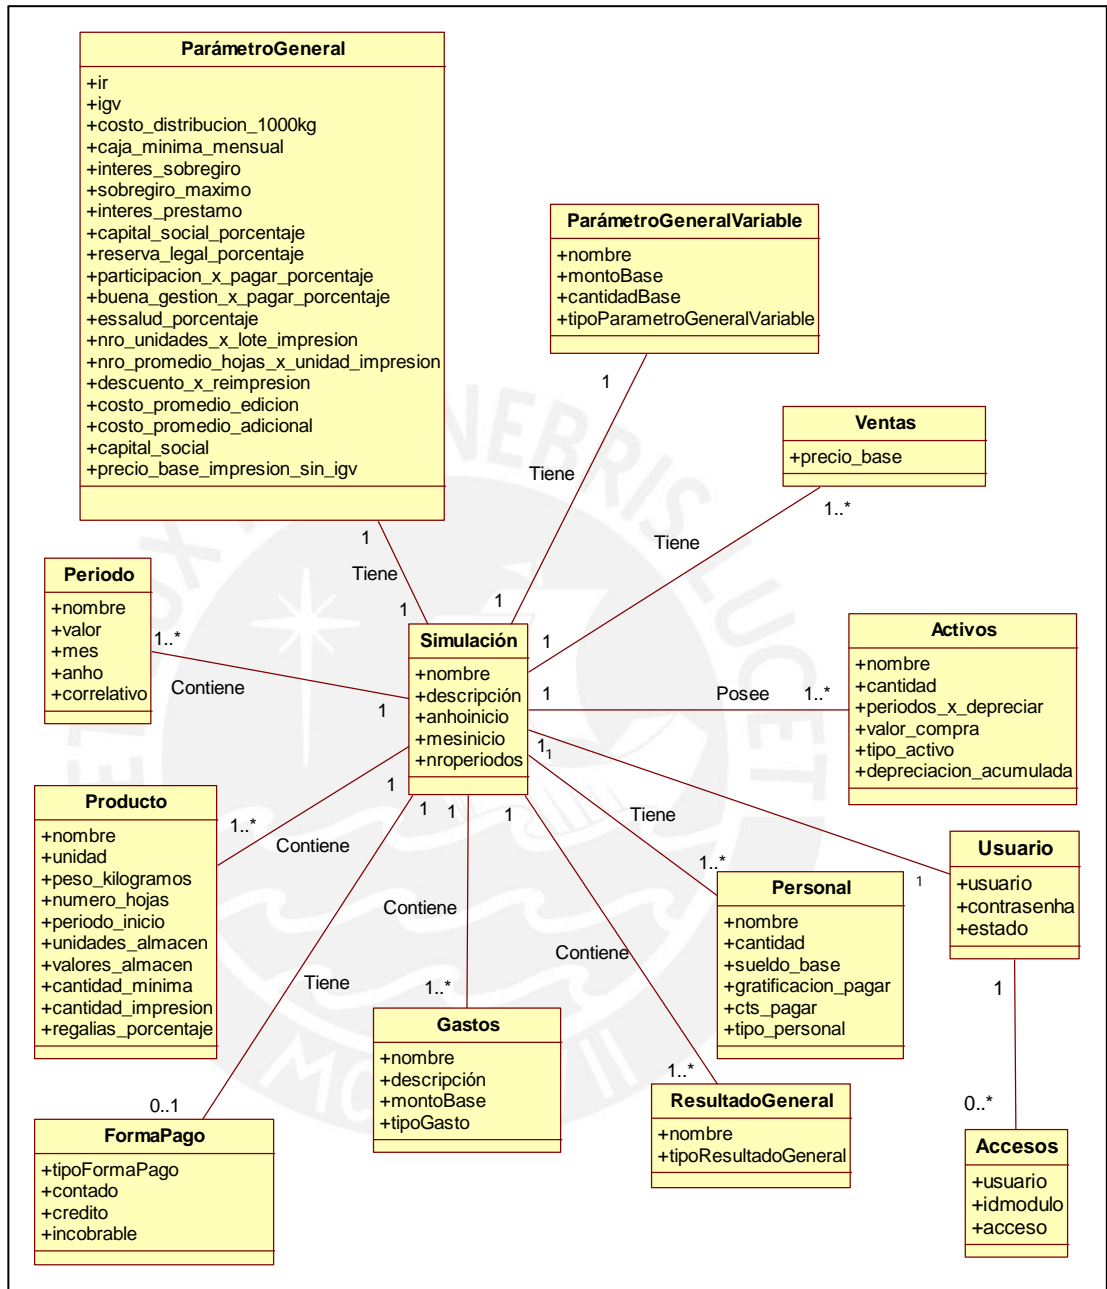 ParámetroGeneral
+ir
+igv
+costo_distribucion_1000kg
+caja_minima_mensual
+interes_sobregiro
+sobregiro_maximo
+interes_prestamo
+capital_social_porcentaje
+reserva_legal_porcentaje
+participacion_x_pagar_porcentaje
+buena_gestion_x_pagar_porcentaje
+essalud_porcentaje
+nro_unidades_x_lote_impresion
+nro_promedio_hojas_x_unidad_impresion
+descuento_x_reimpresion
+costo_promedio_edicion
+costo_promedio_adicional
+capital_social
+precio_base_impresion_sin_igv
ParámetroGeneralVariable
+nombre
+montoBase
+cantidadBase
+tipoParametroGeneralVariable
1
Tiene
1
Ventas
+precio_base
1..*
Tiene
1
1
Tiene
1
Periodo
+nombre
+valor
+mes
+anho
+correlativo
1..*
Contiene
1
Simulación
+nombre
+descripción
+anhoinicio
+mesinicio
+nroperiodos
1
Posee
1..*
Activos
+nombre
+cantidad
+periodos_x_depreciar
+valor_compra
+tipo_activo
+depreciacion_acumulada
Producto
+nombre
+unidad
+peso_kilogramos
+numero_hojas
+periodo_inicio
+unidades_almacen
+valores_almacen
+cantidad_minima
+cantidad_impresion
+regalias_porcentaje
1
1..*
Contiene
1
Tiene
0..1
FormaPago
+tipoFormaPago
+contado
+credito
+incobrable
1
Contiene
1..*
Gastos
+nombre
+descripción
+montoBase
+tipoGasto
1
Contiene
1..*
ResultadoGeneral
+nombre
+tipoResultadoGeneral
1
Tiene
1..*
Personal
+nombre
+cantidad
+sueldo_base
+gratificacion_pagar
+cts_pagar
+tipo_personal
1
1
Usuario
+usuario
+contrasenha
+estado
1
0..*
Accesos
+usuario
+idmodulo
+acceso